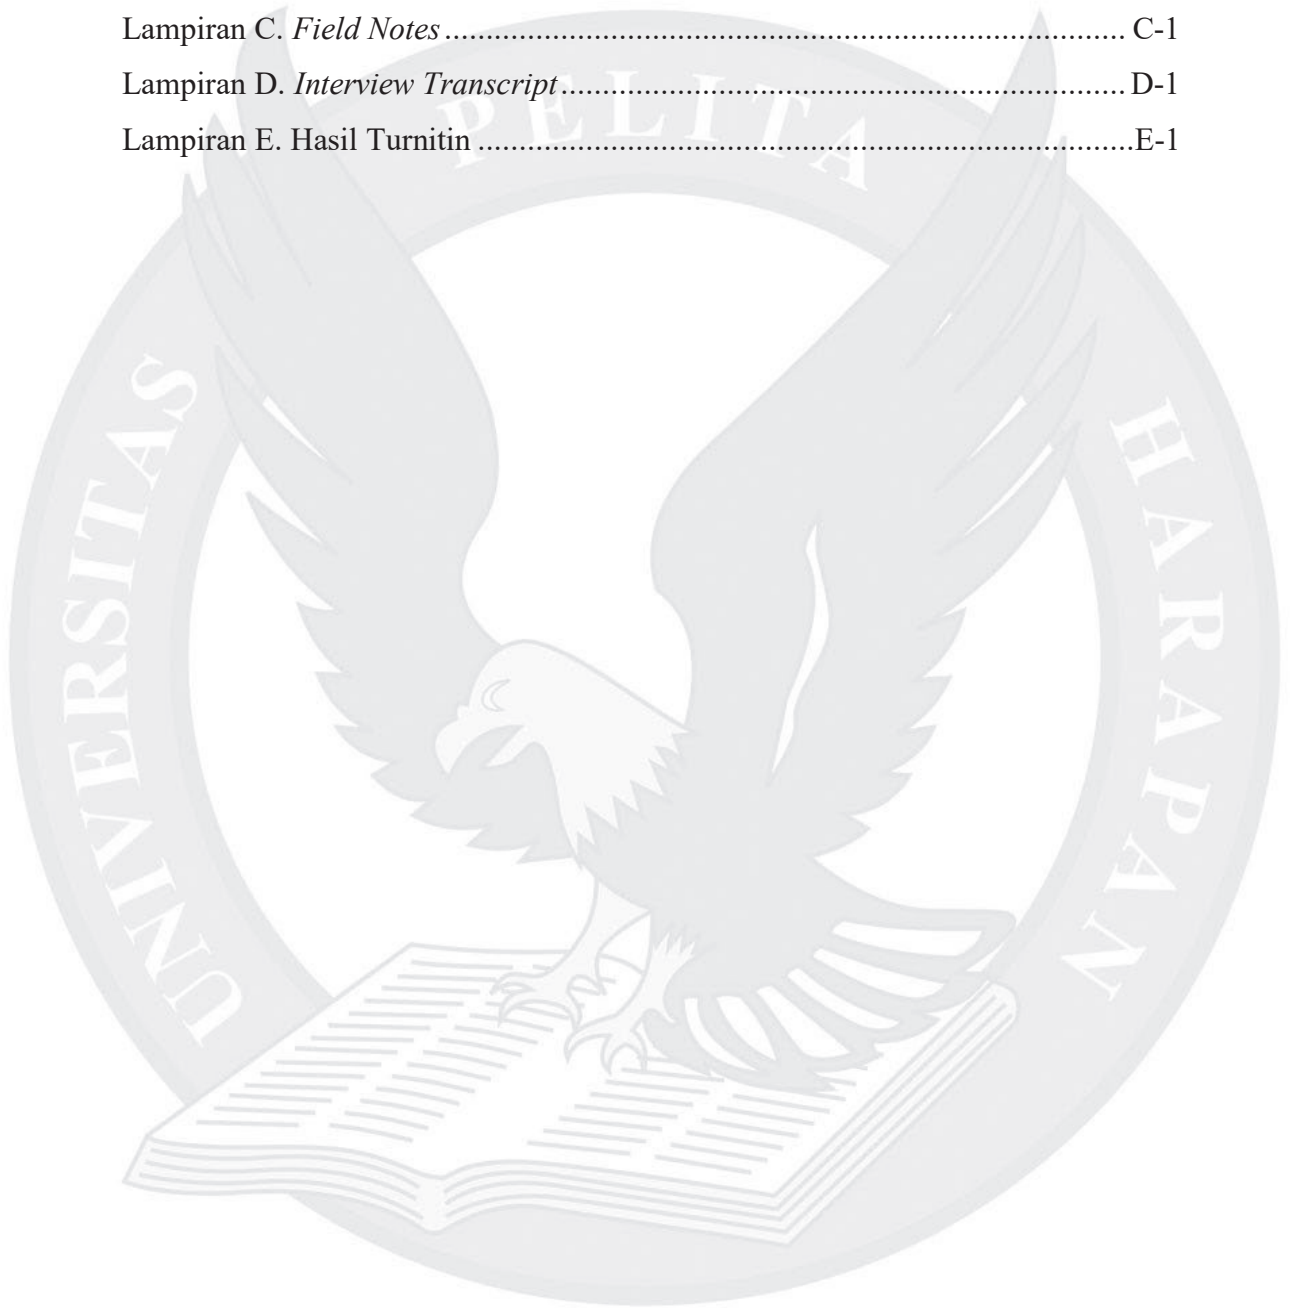 Lampiran C. Field Notes ..................................................................................... C-1
Lampiran D. Interview Transcript ...................................................................... D-1
Lampiran E. Hasil Turnitin ..................................................................................E-1
UNIVERSITAS PELITA HARAPAN